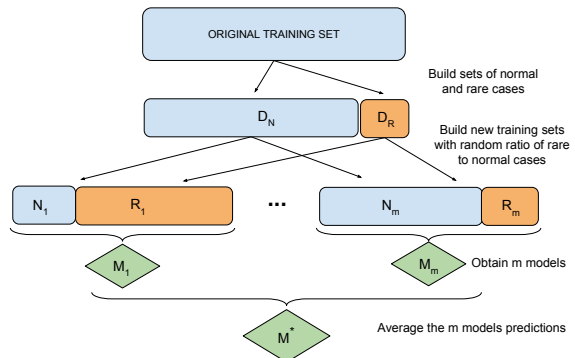 ORIGINAL TRAINING SET
Build sets of normal
and rare cases
D_N D_R
Build new training sets
with random ratio of rare
to normal cases
N_1 R_1 ... N_m R_m
M_1 M_m Obtain m models
M* Average the m models predictions